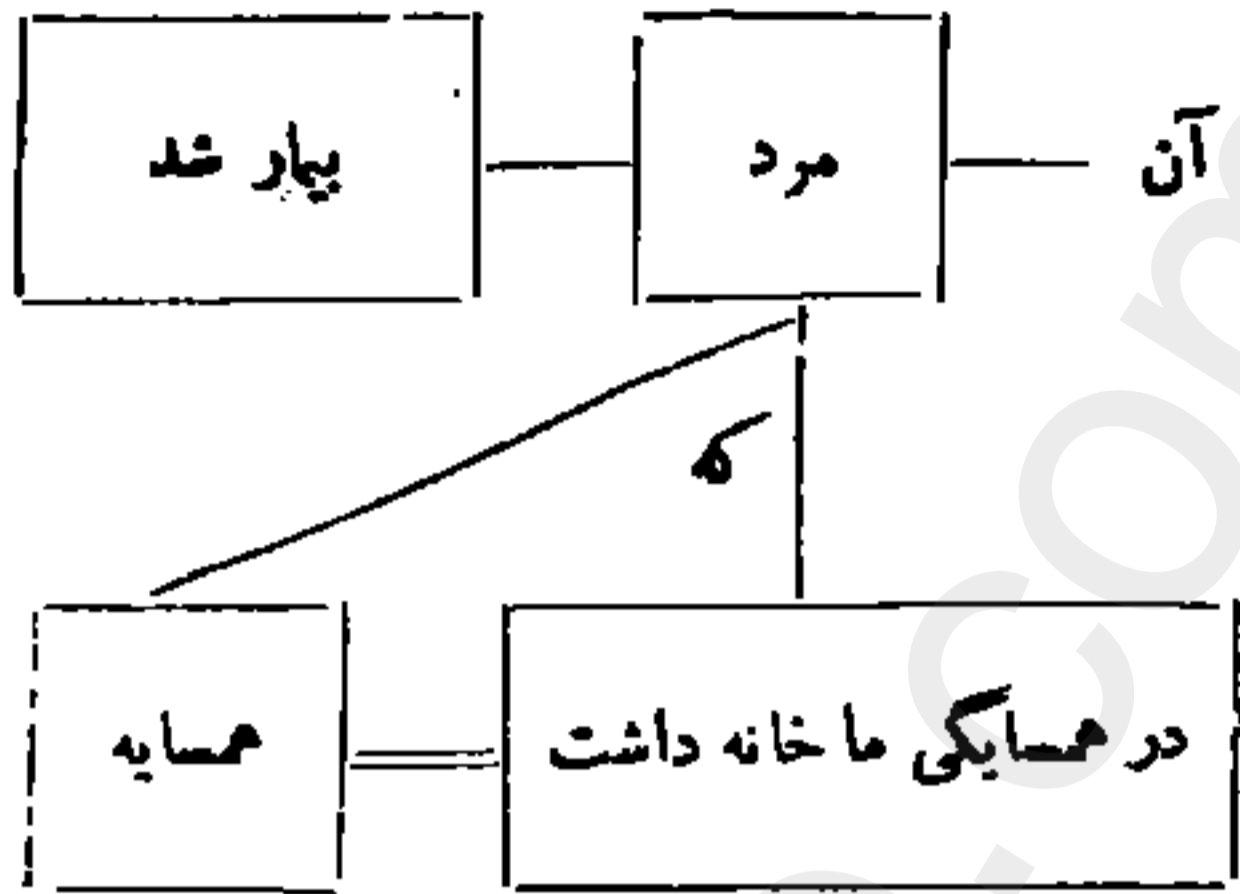 آن مرد بیمار شد
که
در همسایگی ما خانه داشت همسایه